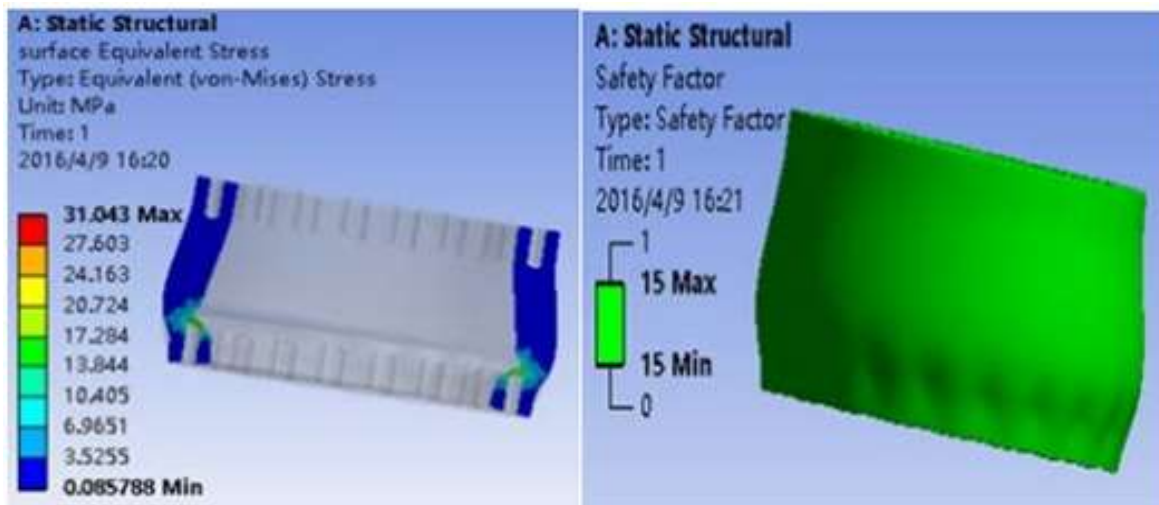 A: Static Structural
surface Equivalent Stress
Type: Equivalent (von-Mises) Stress
Unit: MPa
Time: 1
2016/4/9 16:20
31.043 Max
27.603
24.163
20.724
17.284
13.844
10.405
6.9651
3.5255
0.085788 Min
A: Static Structural
Safety Factor
Type: Safety Factor
Time: 1
2016/4/9 16:21
1
15 Max
15 Min
0